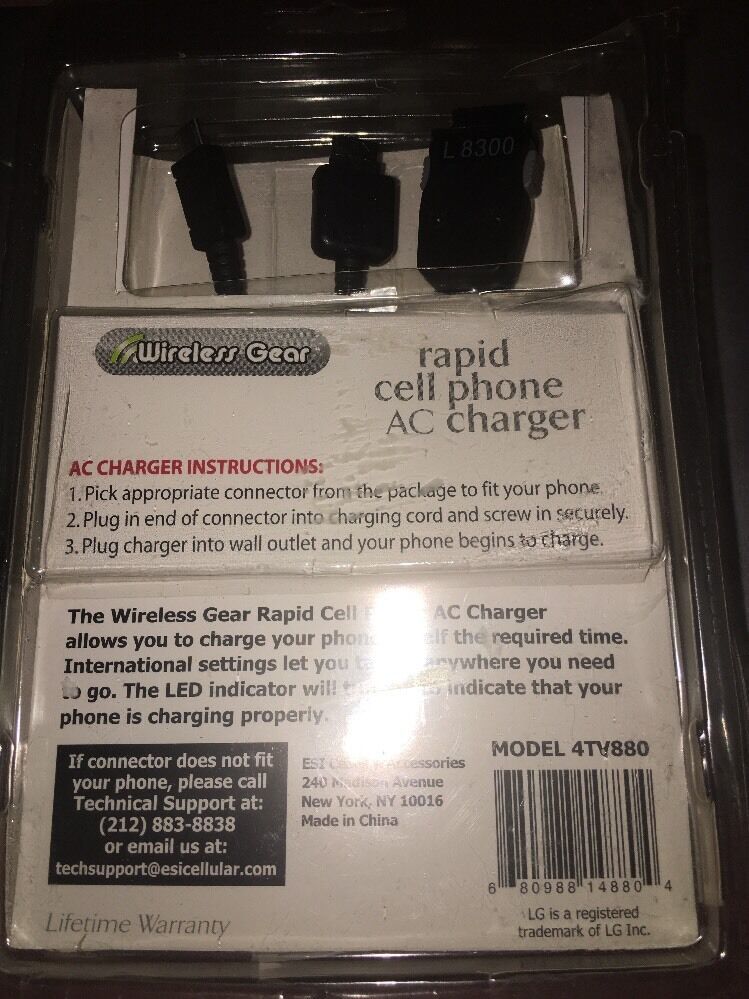 L 8300
Wireless Gear
rapid
cell phone
AC charger
AC CHARGER INSTRUCTIONS:
1. Pick appropriate connector from the package to fit your phone
2. Plug in end of connector into charging cord and screw in securely.
3. Plug charger into wall outlet and your phone begins to charge.
The Wireless Gear Rapid Cell AC Charger
allows you to charge your the required time.
International settings let you anywhere you need
to go. The LED indicator will indicate that your
phone is charging properly.
If connector does not fit
your phone, please call
Technical Support at:
(212) 883-8838
or email us at:
techsupport@esicellular.com
ESI Accessories
240 Madison Avenue
New York, NY 10016
Made in China
MODEL 4TV880
6 80988 14880 4
LG is a registered
trademark of LG Inc.
Lifetime Warranty